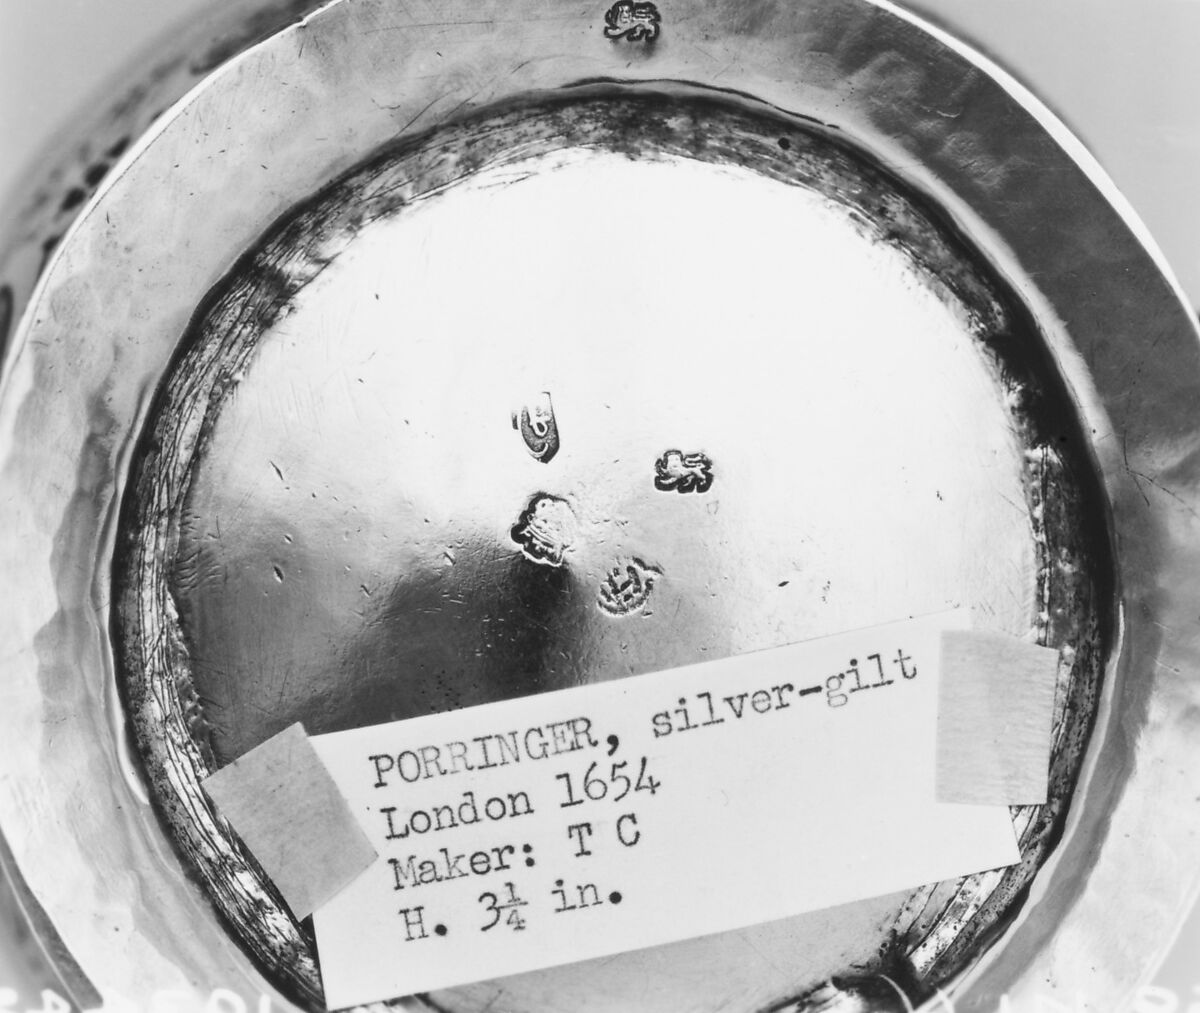 PORRINGER, silver-gilt
London 1654
Maker: T C
H. 3¼ in.